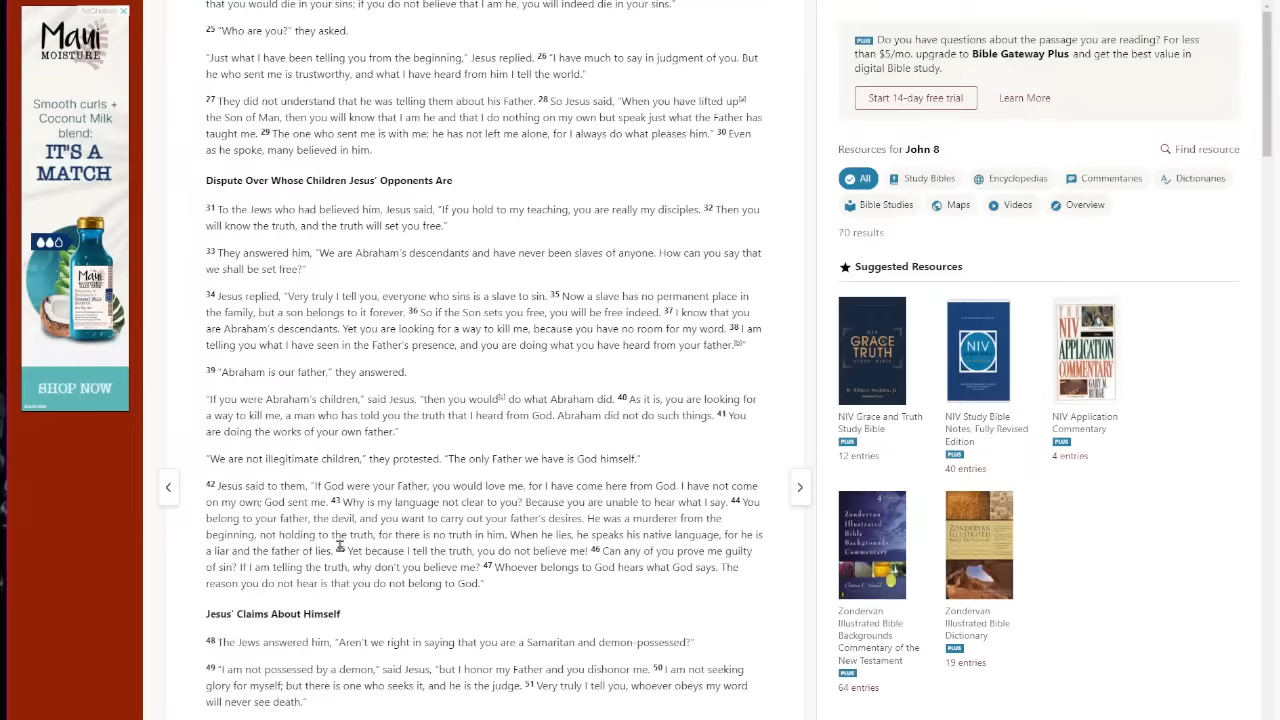 AdChoices
Maui
MOISTURE
Smooth curls +
Coconut Milk
blend:
IT'S A
MATCH
Maui
MOISTURE
SHOP NOW
that you would die in your sins; if you do not believe that I am he, you will indeed die in your sins."
25 "Who are you?" they asked.
"Just what I have been telling you from the beginning," Jesus replied. 26 "I have much to say in judgment of you. But
he who sent me is trustworthy, and what I have heard from him I tell the world."
27 They did not understand that he was telling them about his Father. 28 So Jesus said, "When you have lifted up[a]
the Son of Man, then you will know that I am he and that I do nothing on my own but speak just what the Father has
taught me. 29 The one who sent me is with me; he has not left me alone, for I always do what pleases him." 30 Even
as he spoke, many believed in him.
Dispute Over Whose Children Jesus' Opponents Are
31 To the Jews who had believed him, Jesus said, "If you hold to my teaching, you are really my disciples. 32 Then you
will know the truth, and the truth will set you free."
33 They answered him, "We are Abraham's descendants and have never been slaves of anyone. How can you say that
we shall be set free?"
34 Jesus replied, "Very truly I tell you, everyone who sins is a slave to sin. 35 Now a slave has no permanent place in
the family, but a son belongs to it forever. 36 So if the Son sets you free, you will be free indeed. 37 I know that you
are Abraham's descendants. Yet you are looking for a way to kill me, because you have no room for my word. 38 I am
telling you what I have seen in the Father's presence, and you are doing what you have heard from your father.[b]"
39 "Abraham is our father," they answered.
"If you were Abraham's children," said Jesus, "then you would[c] do what Abraham did. 40 As it is, you are looking for
a way to kill me, a man who has told you the truth that I heard from God. Abraham did not do such things. 41 You
are doing the works of your own father."
"We are not illegitimate children," they protested. "The only Father we have is God himself."
42 Jesus said to them, "If God were your Father, you would love me, for I have come here from God. I have not come
on my own; God sent me. 43 Why is my language not clear to you? Because you are unable to hear what I say. 44 You
belong to your father, the devil, and you want to carry out your father's desires. He was a murderer from the
beginning, not holding to the truth, for there is no truth in him. When he lies, he speaks his native language, for he is
a liar and the father of lies. 45 Yet because I tell the truth, you do not believe me! 46 Can any of you prove me guilty
of sin? If I am telling the truth, why don't you believe me? 47 Whoever belongs to God hears what God says. The
reason you do not hear is that you do not belong to God."
Jesus' Claims About Himself
48 The Jews answered him, "Aren't we right in saying that you are a Samaritan and demon-possessed?"
49 "I am not possessed by a demon," said Jesus, "but I honor my Father and you dishonor me. 50 I am not seeking
glory for myself; but there is one who seeks it, and he is the judge. 51 Very truly I tell you, whoever obeys my word
will never see death."
PLUS Do you have questions about the passage you are reading? For less
than $5/mo. upgrade to Bible Gateway Plus and get the best value in
digital Bible study.
Start 14-day free trial Learn More
Resources for John 8 Find resource
All Study Bibles Encyclopedias Commentaries Dictionaries
Bible Studies Maps Videos Overview
70 results
Suggested Resources
NIV
GRACE
TRUTH
STUDY BIBLE
NIV
STUDY BIBLE
THE
NIV
APPLICATION
COMMENTARY
GARY M.
NIV Grace and Truth
Study Bible
PLUS
12 entries
NIV Study Bible
Notes, Fully Revised
Edition
PLUS
40 entries
NIV Application
Commentary
PLUS
4 entries
Zondervan
Illustrated
Bible
Backgrounds
Commentary
ZONDERVAN
ILLUSTRATED
BIBLE DICTIONARY
Zondervan
Illustrated Bible
Backgrounds
Commentary of the
New Testament
PLUS
64 entries
Zondervan
Illustrated Bible
Dictionary
PLUS
19 entries